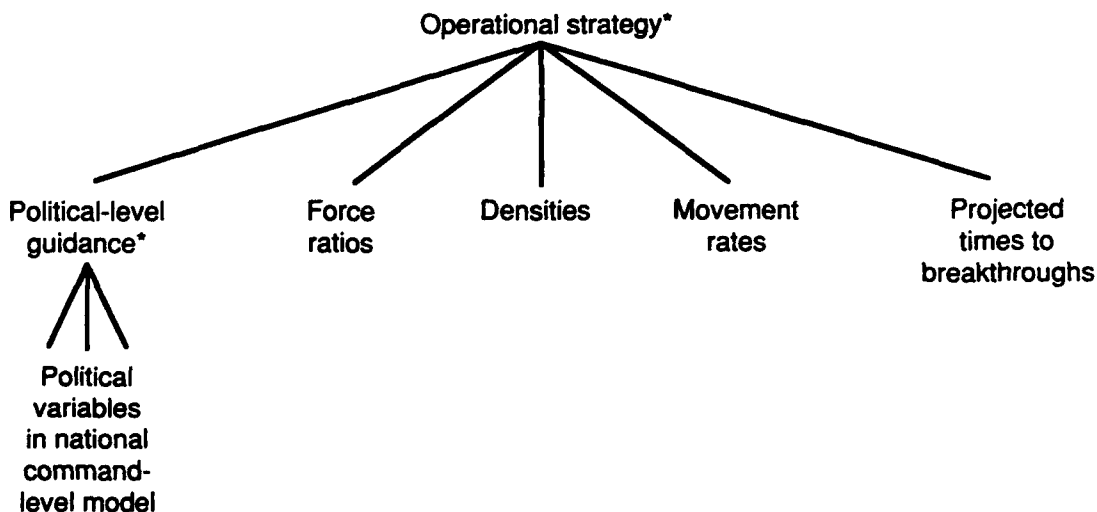 Operational strategy*
Political-level
guidance*
Force
ratios
Densities
Movement
rates
Projected
times to
breakthroughs
Political
variables
in national
command-
level model